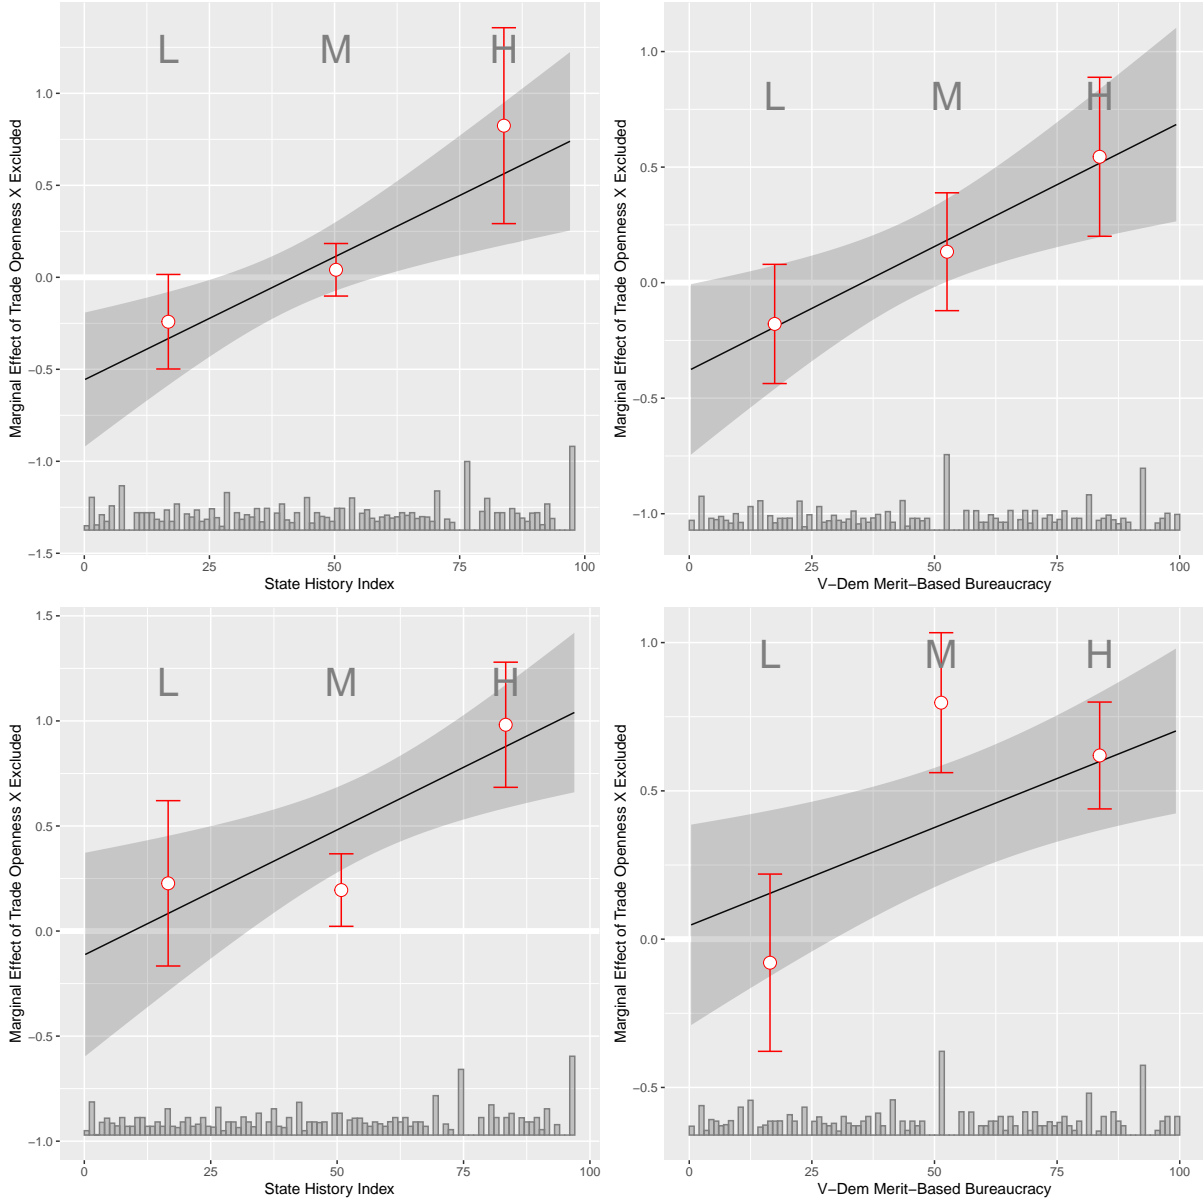 L M H
Marginal Effect of Trade Openness X Excluded
1.0
0.5
0.0
−0.5
−1.0
−1.5
0 25 50 75 100
State History Index
L M H
Marginal Effect of Trade Openness X Excluded
1.0
0.5
0.0
−0.5
−1.0
0 25 50 75 100
V−Dem Merit−Based Bureaucracy
L M H
Marginal Effect of Trade Openness X Excluded
1.5
1.0
0.5
0.0
−0.5
−1.0
0 25 50 75 100
State History Index
L M H
Marginal Effect of Trade Openness X Excluded
1.0
0.5
0.0
−0.5
0 25 50 75 100
V−Dem Merit−Based Bureaucracy